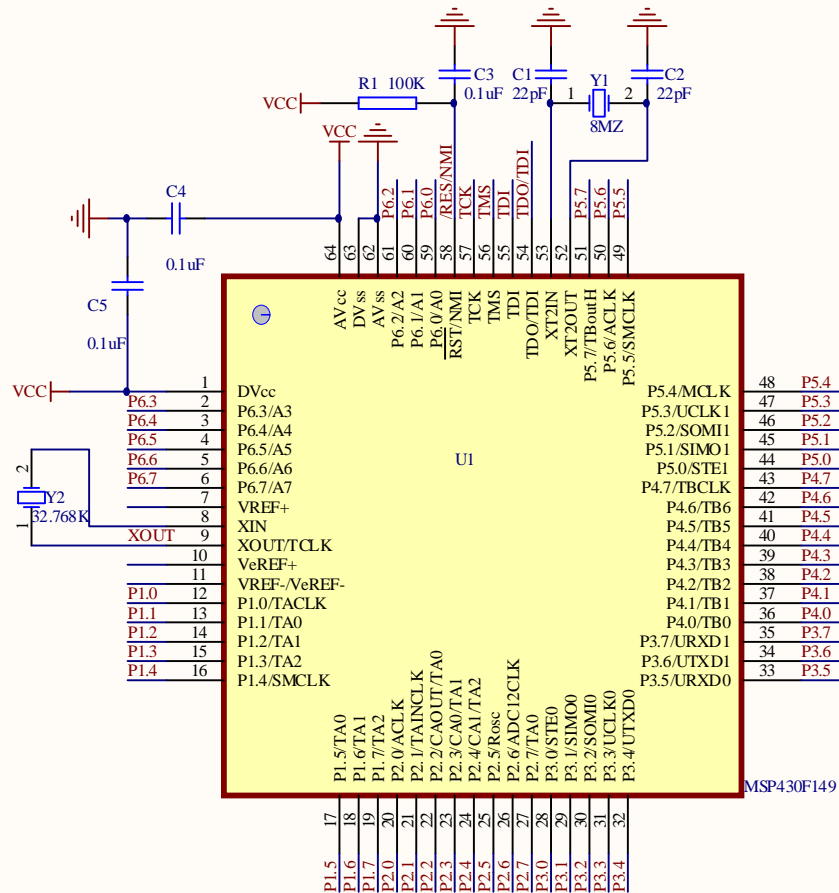 C3
0.1uF
C1
22pF
Y1
1 2
8MZ
C2
22pF
R1 100K
VCC
VCC
C4
0.1uF
C5
0.1uF
VCC
P6.2
P6.1
P6.0
/RES/NMI
TCK
TMS
TDI
TDO/TDI
P5.7
P5.6
P5.5
64 AVcc
63 DVss
62 AVss
61 P6.2/A2
60 P6.1/A1
59 P6.0/A0
58 RST/NMI
57 TCK
56 TMS
55 TDI
54 TDO/TDI
53 XT2IN
52 XT2OUT
51 P5.7/TBoutH
50 P5.6/ACLK
49 P5.5/SMCLK
1 DVcc
P6.3 2 P6.3/A3
P6.4 3 P6.4/A4
P6.5 4 P6.5/A5
P6.6 5 P6.6/A6
P6.7 6 P6.7/A7
7 VREF+
8 XIN
XOUT 9 XOUT/TCLK
10 VeREF+
11 VREF-/VeREF-
P1.0 12 P1.0/TACLK
P1.1 13 P1.1/TA0
P1.2 14 P1.2/TA1
P1.3 15 P1.3/TA2
P1.4 16 P1.4/SMCLK
2
Y2
32.768K
1
U1
P5.4/MCLK 48 P5.4
P5.3/UCLK1 47 P5.3
P5.2/SOMI1 46 P5.2
P5.1/SIMO1 45 P5.1
P5.0/STE1 44 P5.0
P4.7/TBCLK 43 P4.7
P4.6/TB6 42 P4.6
P4.5/TB5 41 P4.5
P4.4/TB4 40 P4.4
P4.3/TB3 39 P4.3
P4.2/TB2 38 P4.2
P4.1/TB1 37 P4.1
P4.0/TB0 36 P4.0
P3.7/URXD1 35 P3.7
P3.6/UTXD1 34 P3.6
P3.5/URXD0 33 P3.5
P1.5/TA0 17 P1.5
P1.6/TA1 18 P1.6
P1.7/TA2 19 P1.7
P2.0/ACLK 20 P2.0
P2.1/TAINCLK 21 P2.1
P2.2/CAOUT/TA0 22 P2.2
P2.3/CA0/TA1 23 P2.3
P2.4/CA1/TA2 24 P2.4
P2.5/Rosc 25 P2.5
P2.6/ADC12CLK 26 P2.6
P2.7/TA0 27 P2.7
P3.0/STE0 28 P3.0
P3.1/SIMO0 29 P3.1
P3.2/SOMI0 30 P3.2
P3.3/UCLK0 31 P3.3
P3.4/UTXD0 32 P3.4
MSP430F149